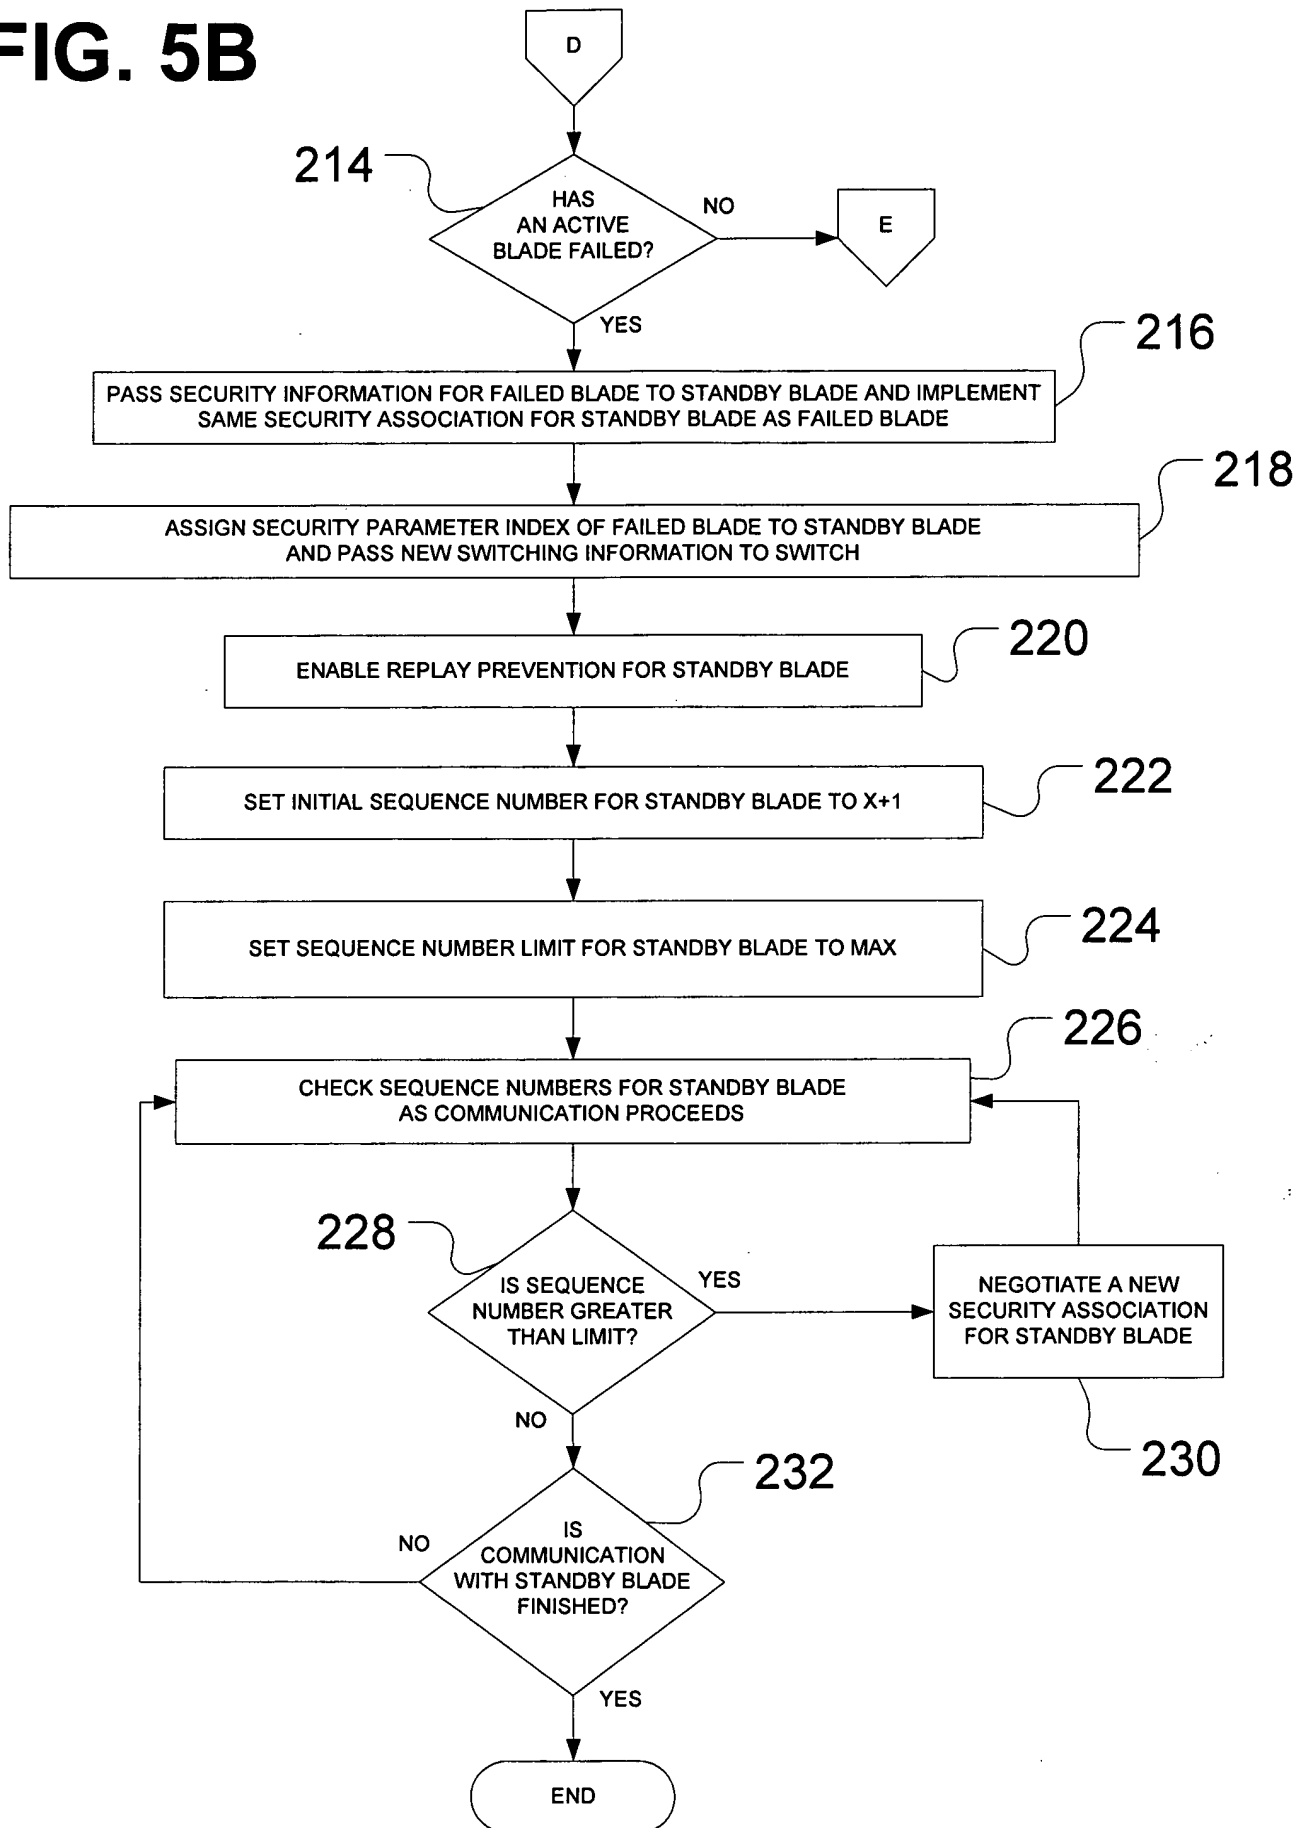 FIG. 5B
D
214
HAS
AN ACTIVE
BLADE FAILED?
NO
E
YES
216
PASS SECURITY INFORMATION FOR FAILED BLADE TO STANDBY BLADE AND IMPLEMENT
SAME SECURITY ASSOCIATION FOR STANDBY BLADE AS FAILED BLADE
218
ASSIGN SECURITY PARAMETER INDEX OF FAILED BLADE TO STANDBY BLADE
AND PASS NEW SWITCHING INFORMATION TO SWITCH
220
ENABLE REPLAY PREVENTION FOR STANDBY BLADE
222
SET INITIAL SEQUENCE NUMBER FOR STANDBY BLADE TO X+1
224
SET SEQUENCE NUMBER LIMIT FOR STANDBY BLADE TO MAX
226
CHECK SEQUENCE NUMBERS FOR STANDBY BLADE
AS COMMUNICATION PROCEEDS
228
IS SEQUENCE
NUMBER GREATER
THAN LIMIT?
YES
NEGOTIATE A NEW
SECURITY ASSOCIATION
FOR STANDBY BLADE
230
NO
232
IS
COMMUNICATION
WITH STANDBY BLADE
FINISHED?
NO
YES
END